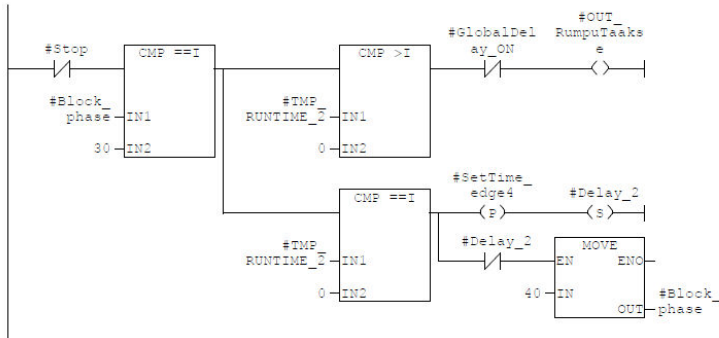 #Stop
CMP ==I
#Block_
phase
IN1
30
IN2
CMP >I
#TMP_
RUNTIME_2
IN1
0
IN2
#GlobalDel
ay_ON
#OUT_
RumpuTaaks
e
CMP ==I
#TMP_
RUNTIME_2
IN1
0
IN2
#SetTime_
edge4
P
#Delay_2
S
#Delay_2
MOVE
EN
ENO
40
IN
OUT
#Block_
phase